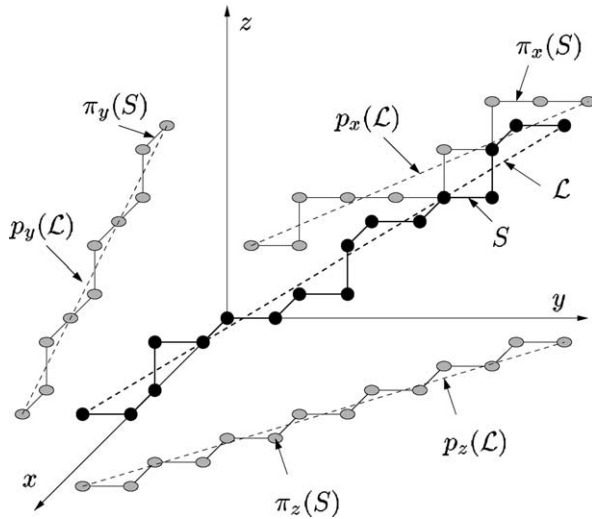 z
π_x(S)
π_y(S)
p_x(ℒ)
ℒ
p_y(ℒ)
S
y
x
p_z(ℒ)
π_z(S)